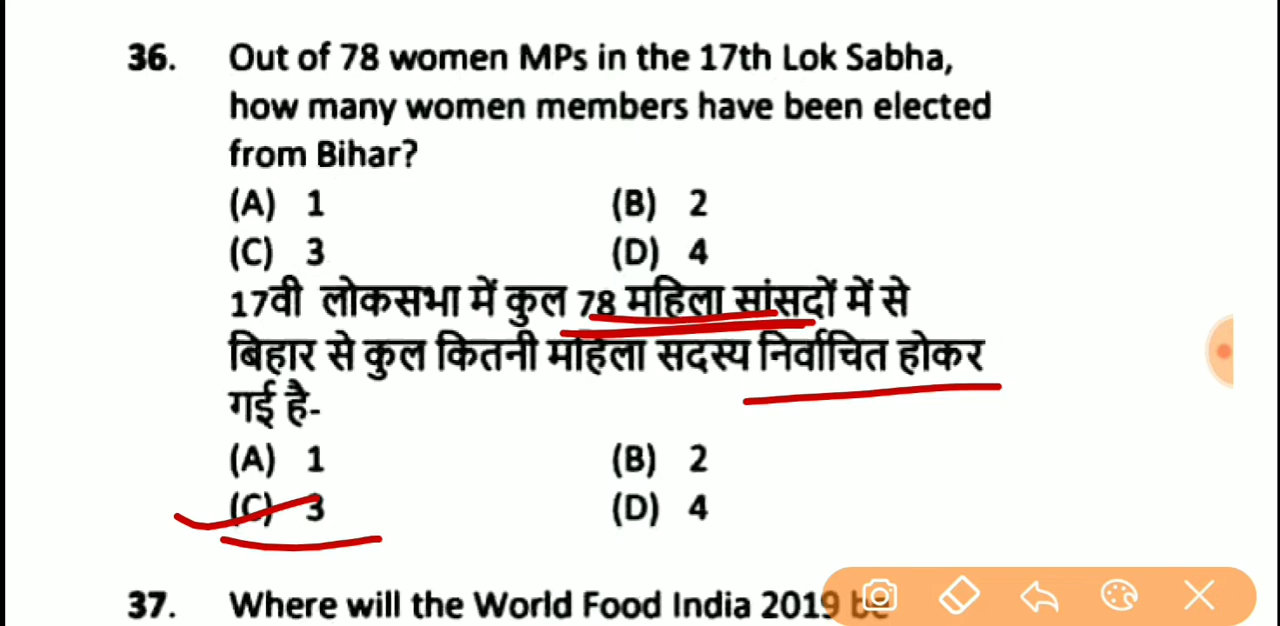 36. Out of 78 women MPs in the 17th Lok Sabha,
how many women members have been elected
from Bihar?
(A) 1 (B) 2
(C) 3 (D) 4
17वी लोकसभा में कुल 78 महिला सांसदों में से
बिहार से कुल कितनी महिला सदस्य निर्वाचित होकर
गई है-
(A) 1 (B) 2
(C) 3 (D) 4
37. Where will the World Food India 2019 be